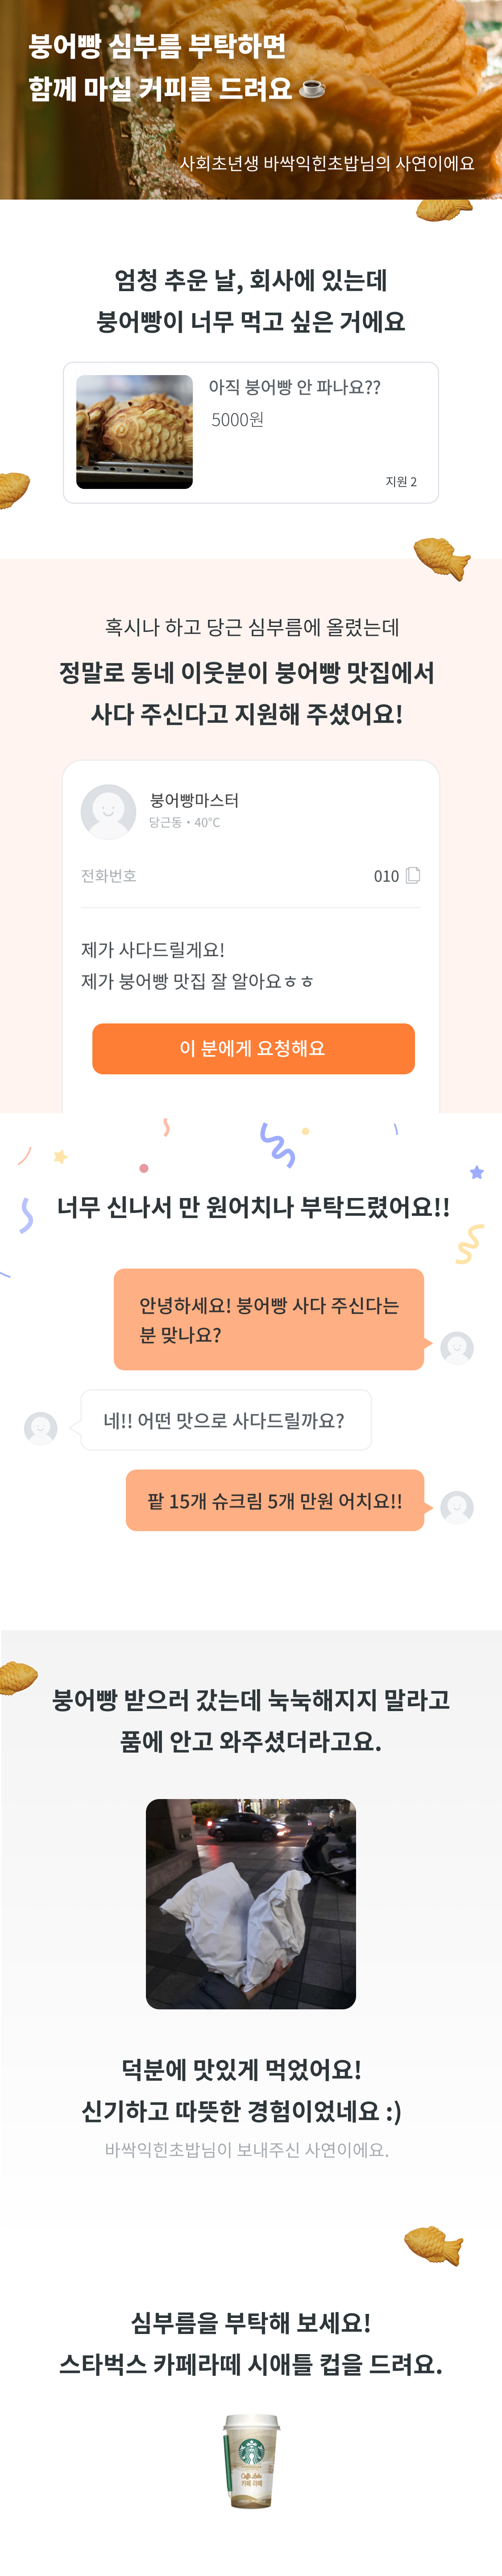 붕어빵 심부름 부탁하면
함께 마실 커피를 드려요
사회초년생 바싹익힌초밥님의 사연이에요
엄청 추운 날, 회사에 있는데
붕어빵이 너무 먹고 싶은 거에요
아직 붕어빵 안 파나요??
5000원
지원 2
혹시나 하고 당근 심부름에 올렸는데
정말로 동네 이웃분이 붕어빵 맛집에서
사다 주신다고 지원해 주셨어요!
붕어빵마스터
당근동 • 40℃
전화번호
010
제가 사다드릴게요!
제가 붕어빵 맛집 잘 알아요ㅎㅎ
이 분에게 요청해요
너무 신나서 만 원어치나 부탁드렸어요!!
안녕하세요! 붕어빵 사다 주신다는
분 맞나요?
네!! 어떤 맛으로 사다드릴까요?
팥 15개 슈크림 5개 만원 어치요!!
붕어빵 받으러 갔는데 눅눅해지지 말라고
품에 안고 와주셨더라고요.
덕분에 맛있게 먹었어요!
신기하고 따뜻한 경험이었네요 :)
바싹익힌초밥님이 보내주신 사연이에요.
심부름을 부탁해 보세요!
스타벅스 카페라떼 시애틀 컵을 드려요.
Caffè Latte
카페 라떼